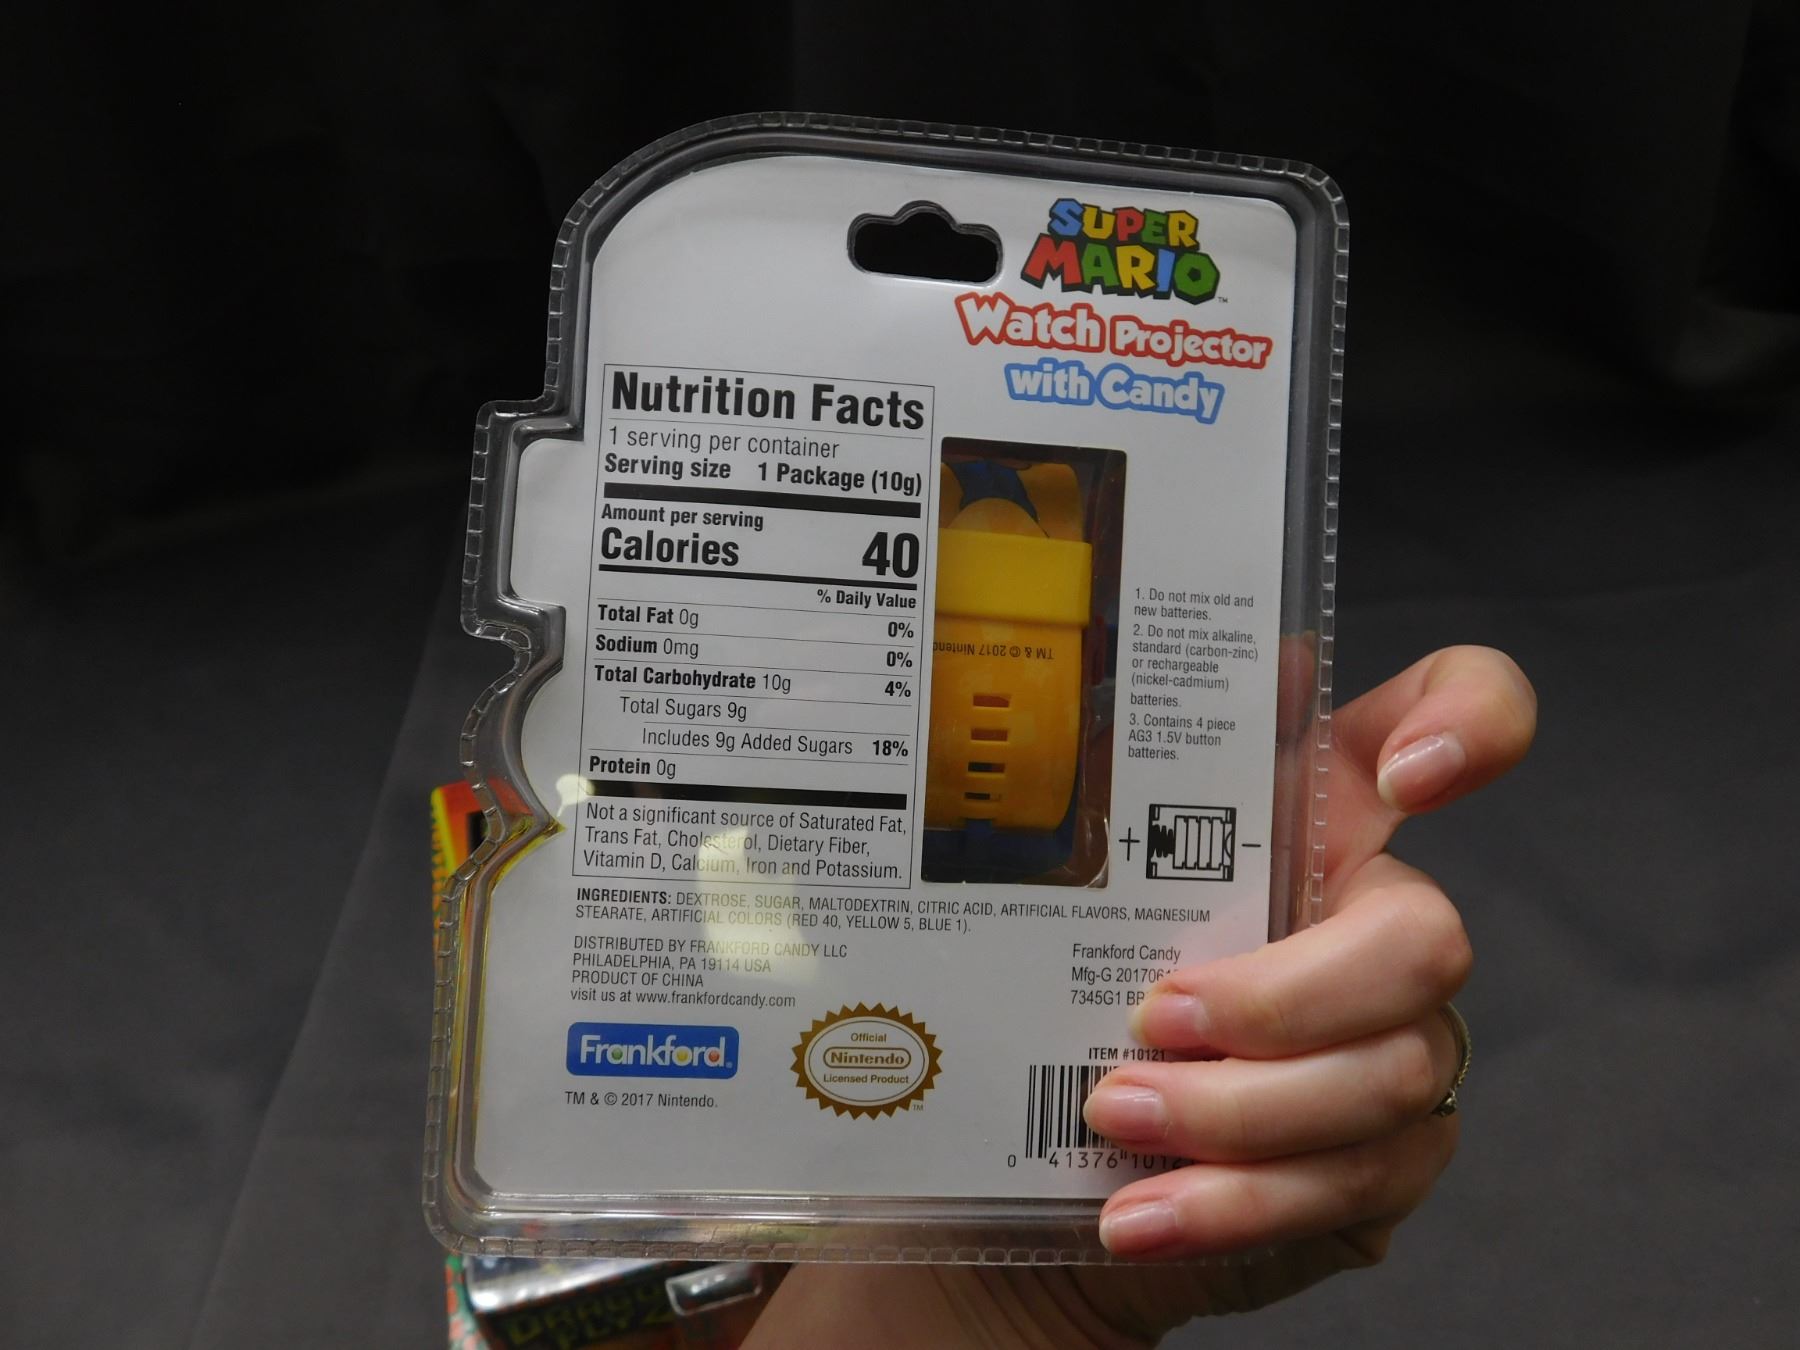 SUPER
MARIO™
Watch Projector
with Candy
Nutrition Facts
1 serving per container
Serving size 1 Package (10g)
Amount per serving
Calories 40
% Daily Value
Total Fat 0g 0%
Sodium 0mg 0%
Total Carbohydrate 10g 4%
Total Sugars 9g
Includes 9g Added Sugars 18%
Protein 0g
Not a significant source of Saturated Fat,
Trans Fat, Cholesterol, Dietary Fiber,
Vitamin D, Calcium, Iron and Potassium.
TM & © 2017
1. Do not mix old and
new batteries.
2. Do not mix alkaline,
standard (carbon-zinc)
or rechargeable
(nickel-cadmium)
batteries.
3. Contains 4 piece
AG3 1.5V button
batteries.
+ −
INGREDIENTS: DEXTROSE, SUGAR, MALTODEXTRIN, CITRIC ACID, ARTIFICIAL FLAVORS, MAGNESIUM
STEARATE, ARTIFICIAL COLORS (RED 40, YELLOW 5, BLUE 1).
DISTRIBUTED BY FRANKFORD CANDY LLC
PHILADELPHIA, PA 19114 USA
PRODUCT OF CHINA
visit us at www.frankfordcandy.com
Frankford Candy
Mfg-G
7345G1
Frankford®
Official
Nintendo
Licensed Product
TM
TM & © 2017 Nintendo.
ITEM #10121
0 41376